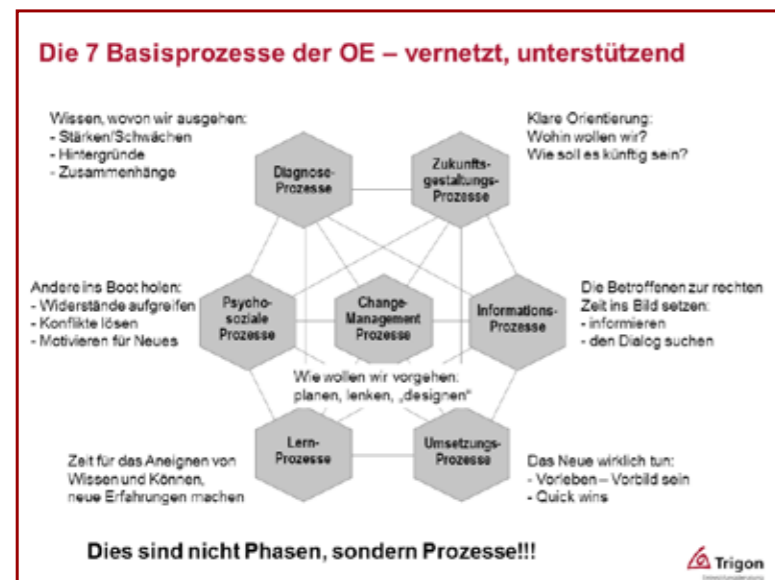 Die 7 Basisprozesse der OE – vernetzt, unterstützend
Wissen, wovon wir ausgehen:
- Stärken/Schwächen
- Hintergründe
- Zusammenhänge
Klare Orientierung:
Wohin wollen wir?
Wie soll es künftig sein?
Diagnose-
Prozesse
Zukunfts-
gestaltungs-
Prozesse
Andere ins Boot holen:
- Widerstände aufgreifen
- Konflikte lösen
- Motivieren für Neues
Psycho-
soziale
Prozesse
Change-
Management
Prozesse
Informations-
Prozesse
Die Betroffenen zur rechten
Zeit ins Bild setzen:
- informieren
- den Dialog suchen
Wie wollen wir vorgehen:
planen, lenken, „designen“
Zeit für das Aneignen von
Wissen und Können,
neue Erfahrungen machen
Lern-
Prozesse
Umsetzungs-
Prozesse
Das Neue wirklich tun:
- Vorleben – Vorbild sein
- Quick wins
Dies sind nicht Phasen, sondern Prozesse!!!
Trigon